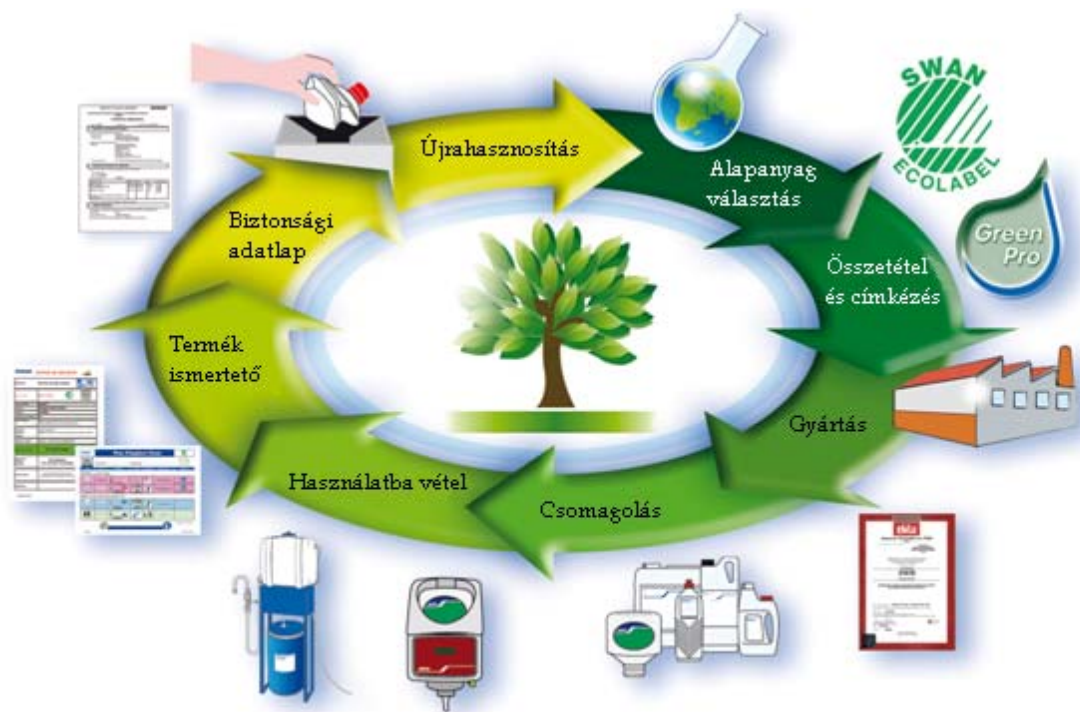 Újrahasznosítás
Alapanyag
választás
SWAN
ECOLABEL
Green
Pro
Összetétel
és címkézés
Gyártás
Csomagolás
Használatba vétel
Termék
ismertető
Biztonsági
adatlap